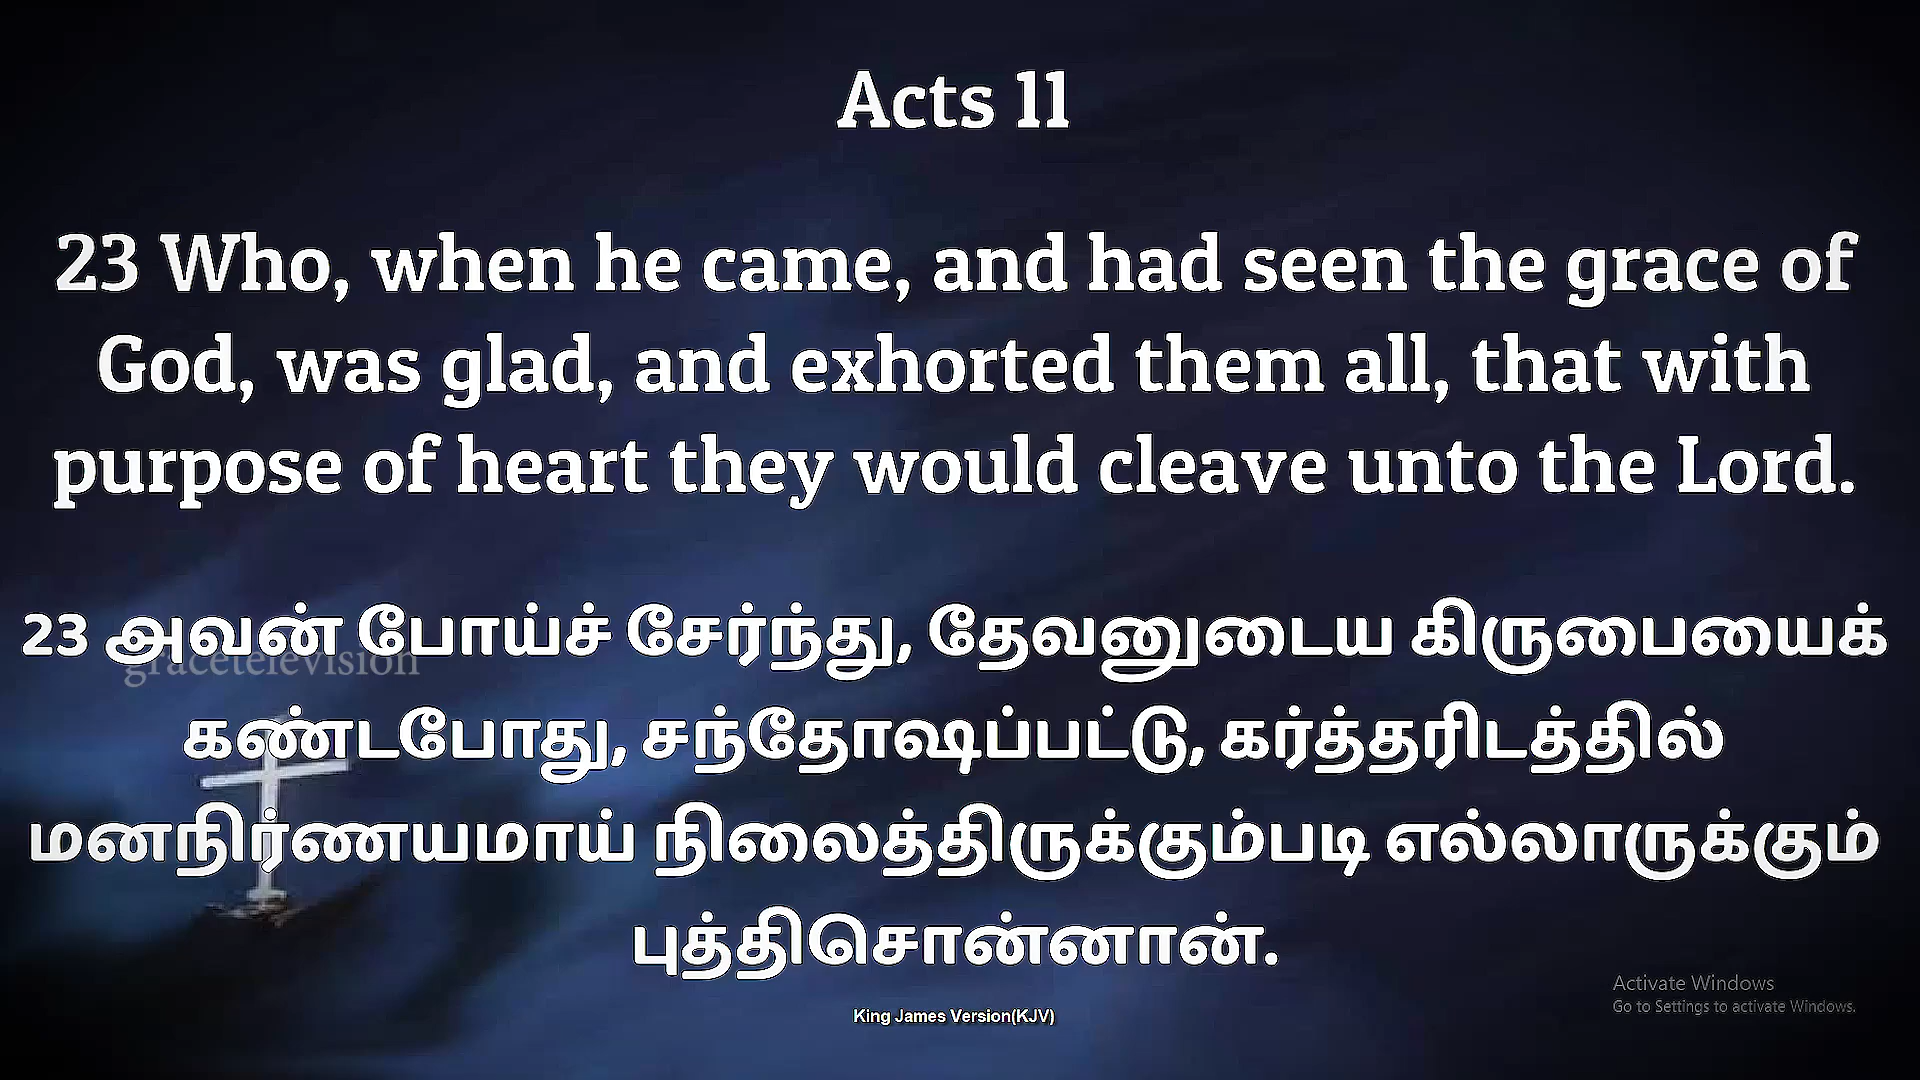 Acts 11
23 Who, when he came, and had seen the grace of
God, was glad, and exhorted them all, that with
purpose of heart they would cleave unto the Lord.
23 அவன் போய்ச் சேர்ந்து, தேவனுடைய கிருபையைக்
gracetelevision
கண்டபோது, சந்தோஷப்பட்டு, கர்த்தரிடத்தில்
மனநிர்ணயமாய் நிலைத்திருக்கும்படி எல்லாருக்கும்
புத்திசொன்னான்.
Activate Windows
Go to Settings to activate Windows.
King James Version(KJV)